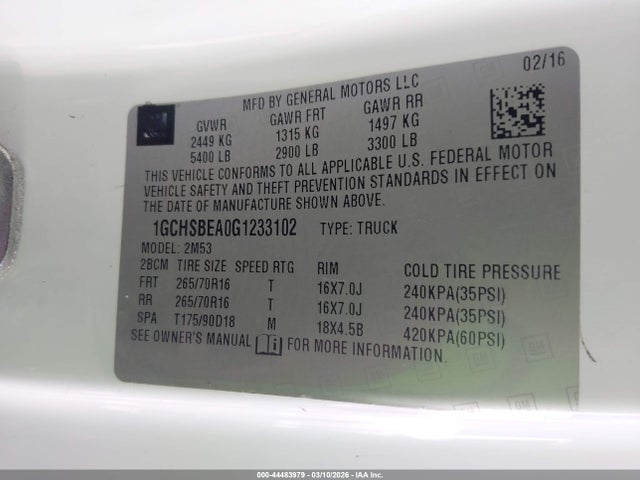 02/16
MFD BY GENERAL MOTORS LLC
GVWR GAWR FRT GAWR RR
2449 KG 1315 KG 1497 KG
5400 LB 2900 LB 3300 LB
THIS VEHICLE CONFORMS TO ALL APPLICABLE U.S. FEDERAL MOTOR
VEHICLE SAFETY AND THEFT PREVENTION STANDARDS IN EFFECT ON
THE DATE OF MANUFACTURE SHOWN ABOVE.
1GCHSBEA0G1233102 TYPE: TRUCK
MODEL: 2M53
2BCM TIRE SIZE SPEED RTG RIM COLD TIRE PRESSURE
FRT 265/70R16 T 16X7.0J 240KPA(35PSI)
RR 265/70R16 T 16X7.0J 240KPA(35PSI)
SPA T175/90D18 M 18X4.5B 420KPA(60PSI)
SEE OWNER'S MANUAL i FOR MORE INFORMATION.
GM
000-44483979 - 03/10/2026 - IAA Inc.